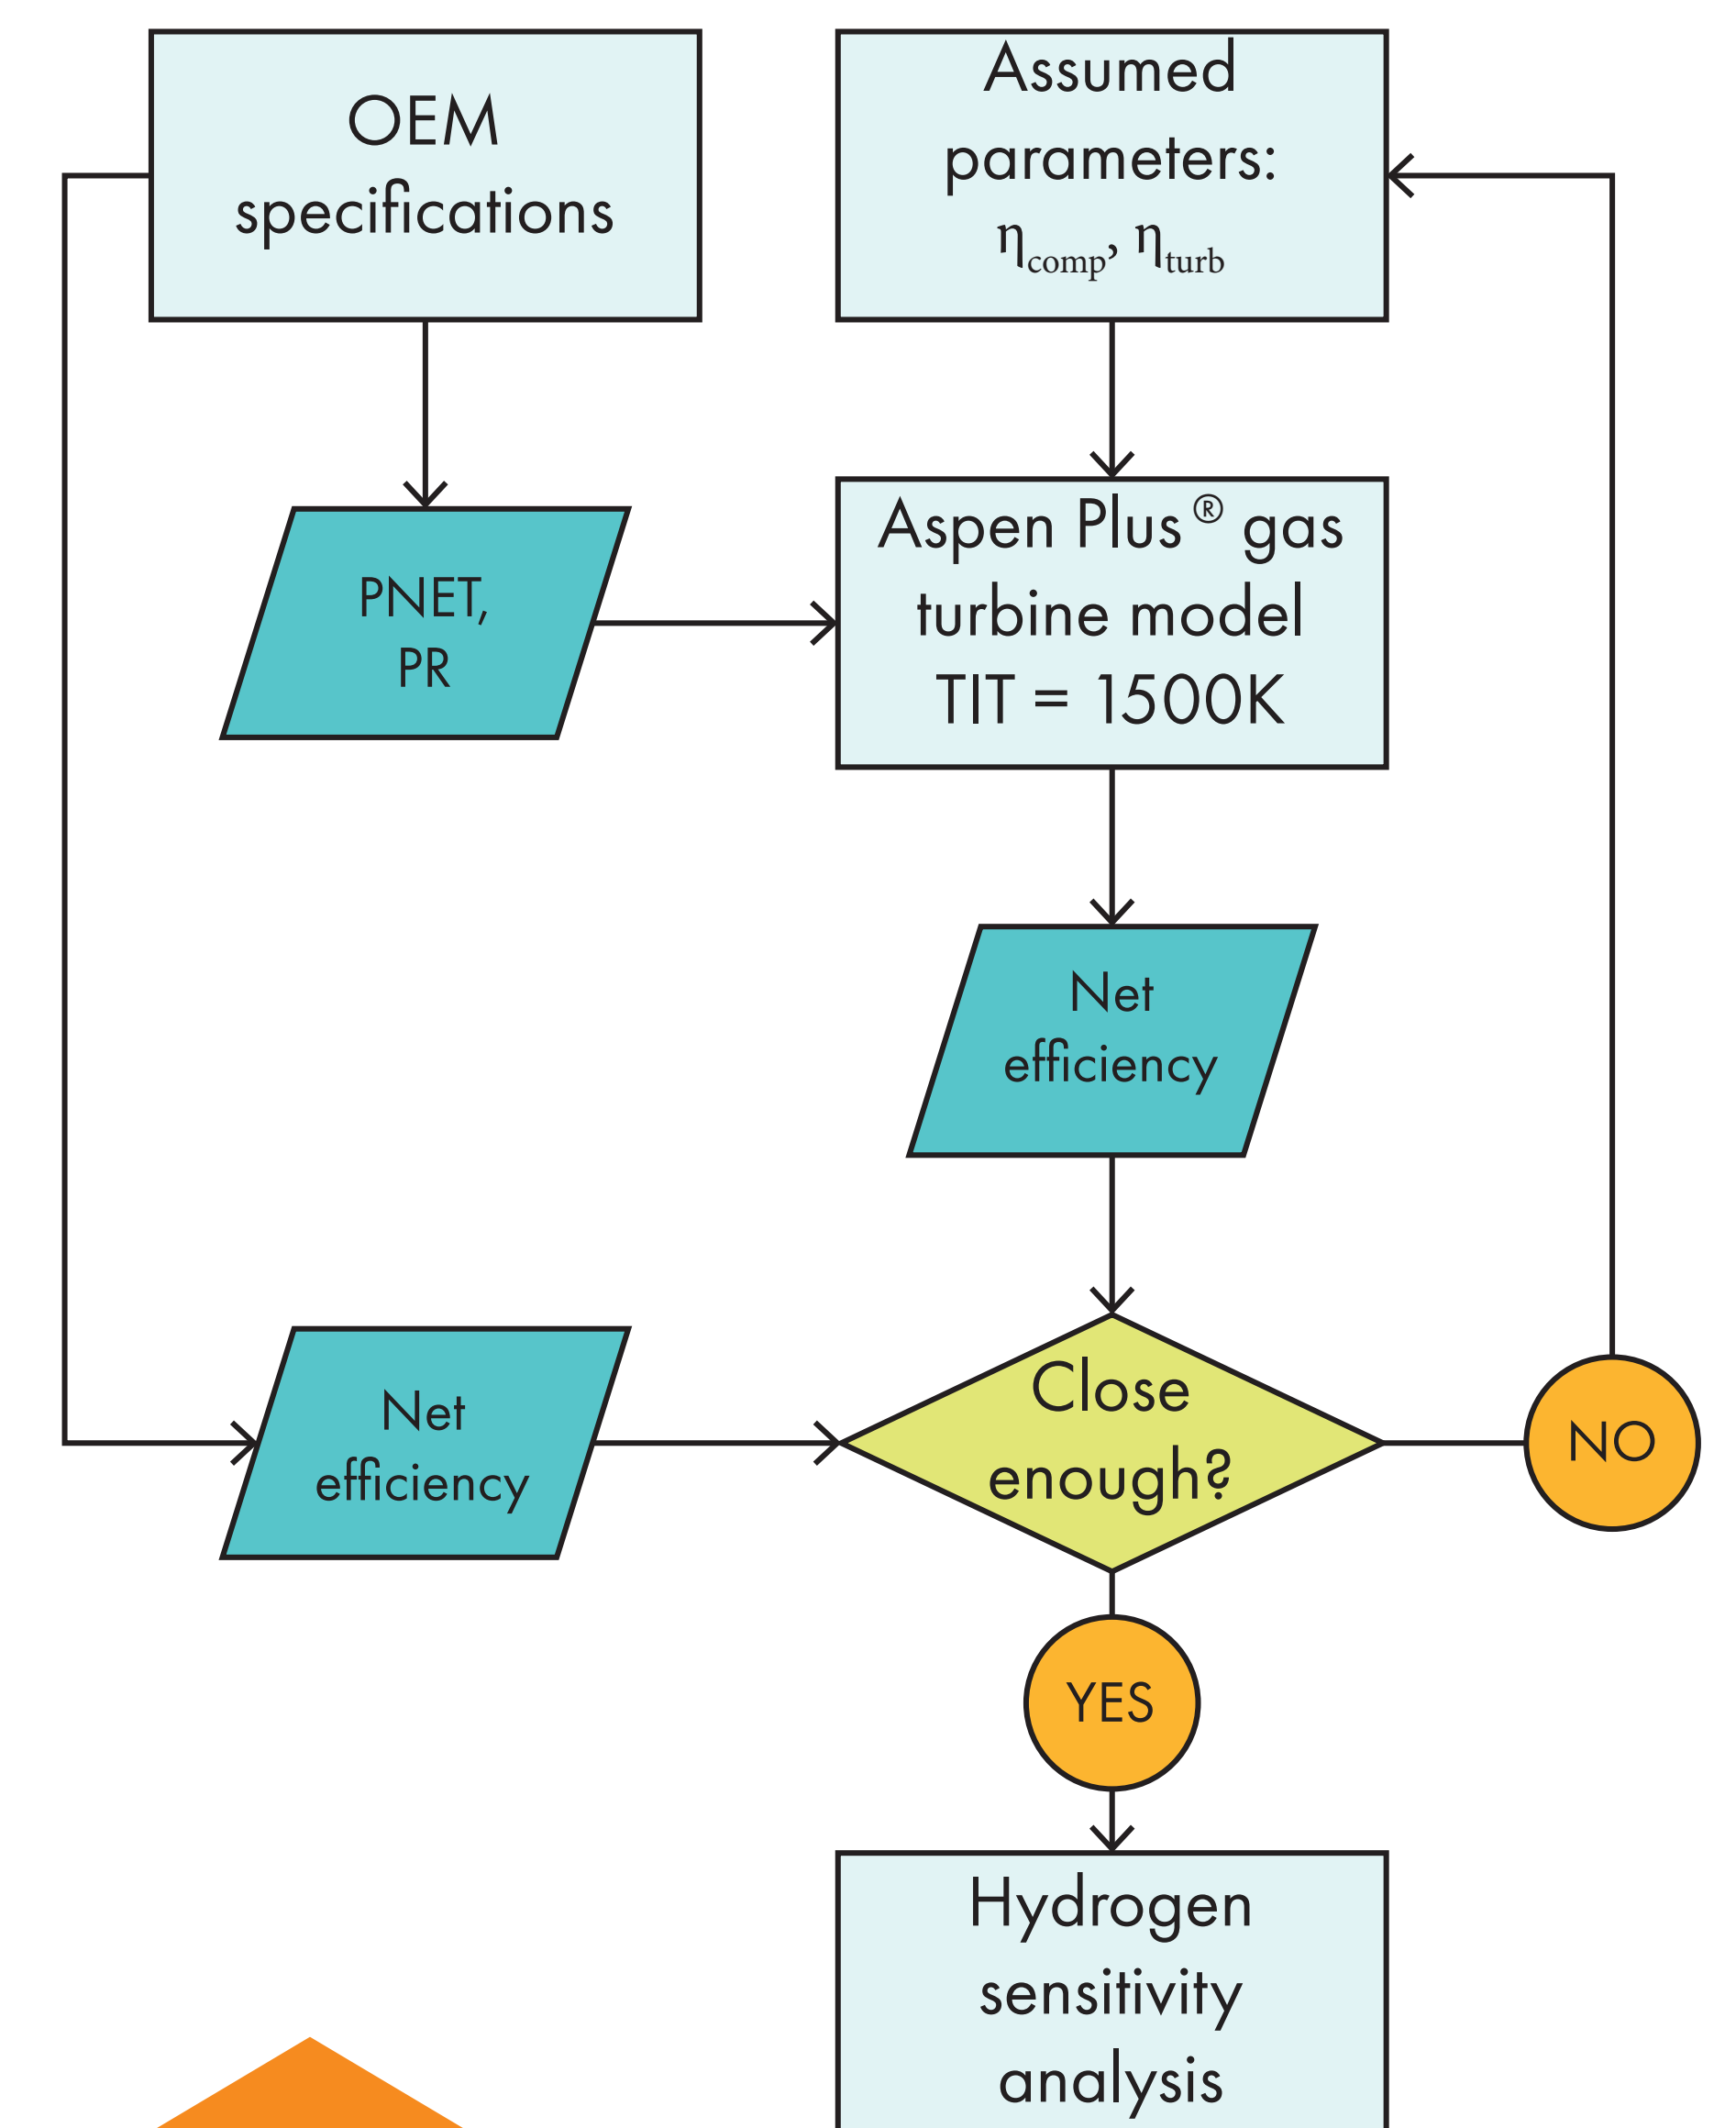 OEM
specifications
Assumed
parameters:
ηcomp, ηturb
PNET,
PR
Aspen Plus® gas
turbine model
TIT = 1500K
Net
efficiency
Net
efficiency
Close
enough?
NO
YES
Hydrogen
sensitivity
analysis